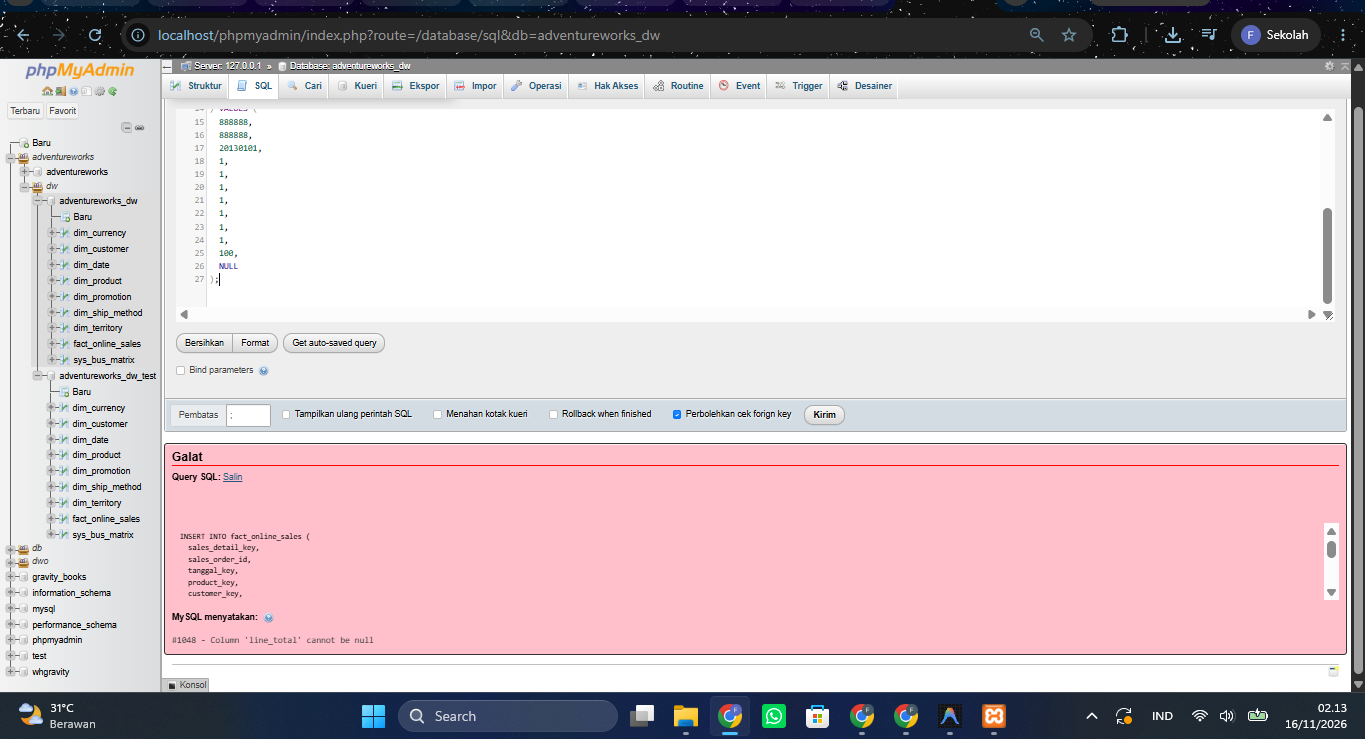 localhost/phpmyadmin/index.php?route=/database/sql&db=adventureworks_dw
F Sekolah
phpMyAdmin
Terbaru Favorit
Baru
adventureworks
adventureworks
dw
adventureworks_dw
Baru
dim_currency
dim_customer
dim_date
dim_product
dim_promotion
dim_ship_method
dim_territory
fact_online_sales
sys_bus_matrix
adventureworks_dw_test
Baru
dim_currency
dim_customer
dim_date
dim_product
dim_promotion
dim_ship_method
dim_territory
fact_online_sales
sys_bus_matrix
db
dwo
gravity_books
information_schema
mysql
performance_schema
phpmyadmin
test
whgravity
Server: 127.0.0.1 » Database: adventureworks_dw
Struktur SQL Cari Kueri Ekspor Impor Operasi Hak Akses Routine Event Trigger Desainer
14 ) VALUES (
15 888888,
16 888888,
17 20130101,
18 1,
19 1,
20 1,
21 1,
22 1,
23 1,
24 1,
25 100,
26 NULL
27 );
Bersihkan Format Get auto-saved query
Bind parameters
Pembatas ; Tampilkan ulang perintah SQL Menahan kotak kueri Rollback when finished Perbolehkan cek forign key Kirim
Galat
Query SQL: Salin
INSERT INTO fact_online_sales (
sales_detail_key,
sales_order_id,
tanggal_key,
product_key,
customer_key,
MySQL menyatakan:
#1048 - Column 'line_total' cannot be null
Konsol
31°C
Berawan
Search
IND
02.13
16/11/2026